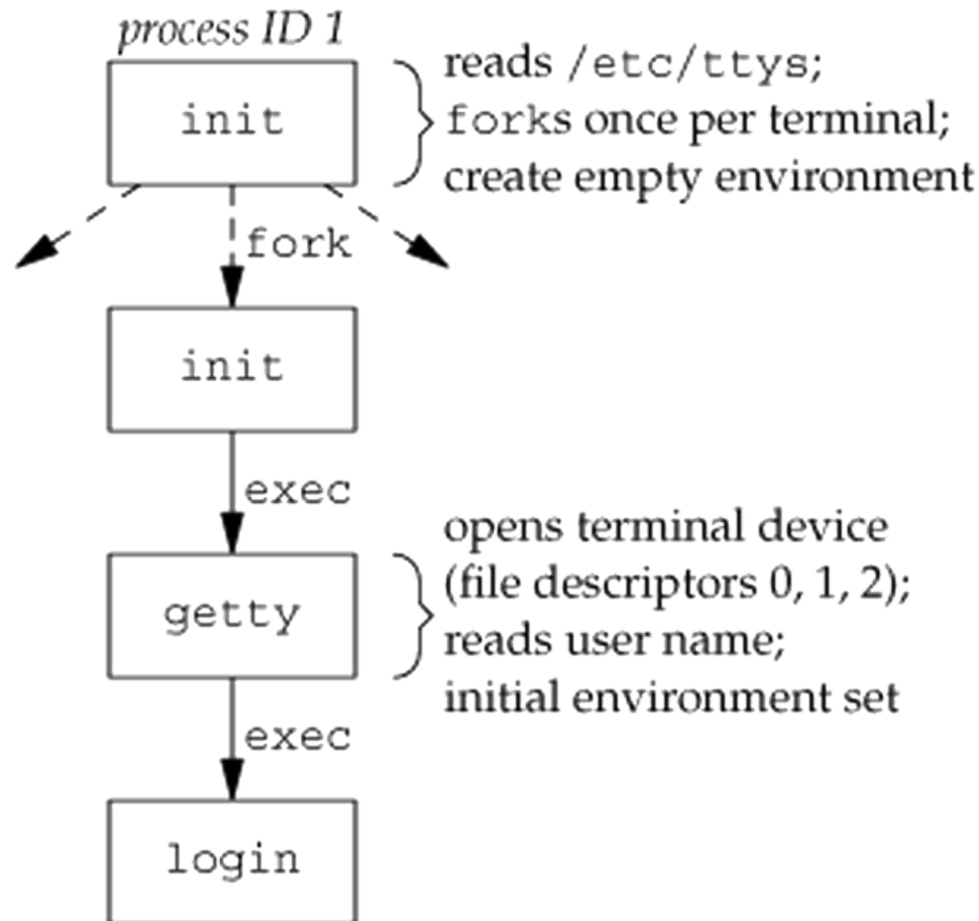 process ID 1
init
reads /etc/ttys;
forks once per terminal;
create empty environment
fork
init
exec
getty
opens terminal device
(file descriptors 0, 1, 2);
reads user name;
initial environment set
exec
login